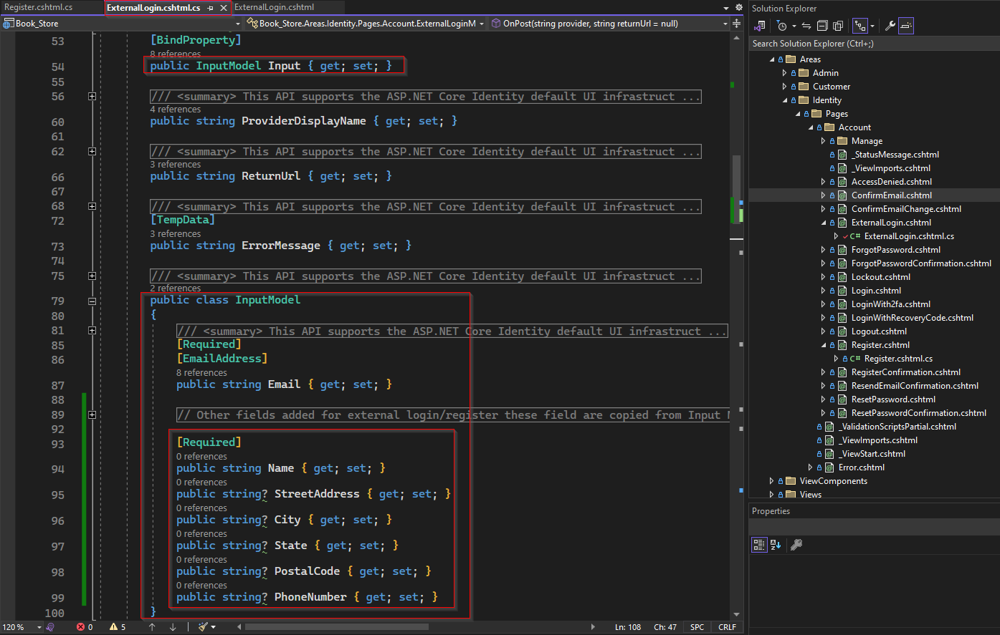 Register.cshtml.cs
ExternalLogin.cshtml.cs
ExternalLogin.cshtml
Book_Store
Book_Store.Areas.Identity.Pages.Account.ExternalLoginM
OnPost(string provider, string returnUrl = null)
53 [BindProperty]
8 references
54 public InputModel Input { get; set; }
55
56 /// <summary> This API supports the ASP.NET Core Identity default UI infrastruct ...
4 references
60 public string ProviderDisplayName { get; set; }
61
62 /// <summary> This API supports the ASP.NET Core Identity default UI infrastruct ...
3 references
66 public string ReturnUrl { get; set; }
67
68 /// <summary> This API supports the ASP.NET Core Identity default UI infrastruct ...
72 [TempData]
3 references
73 public string ErrorMessage { get; set; }
74
75 /// <summary> This API supports the ASP.NET Core Identity default UI infrastruct ...
2 references
79 public class InputModel
80 {
81 /// <summary> This API supports the ASP.NET Core Identity default UI infrastruct ...
85 [Required]
86 [EmailAddress]
8 references
87 public string Email { get; set; }
88
89 // Other fields added for external login/register these field are copied from Input
92
93 [Required]
0 references
94 public string Name { get; set; }
0 references
95 public string? StreetAddress { get; set; }
0 references
96 public string? City { get; set; }
0 references
97 public string? State { get; set; }
0 references
98 public string? PostalCode { get; set; }
0 references
99 public string? PhoneNumber { get; set; }
100 }
120 %
0
5
Ln: 108
Ch: 47
SPC
CRLF
Solution Explorer
Search Solution Explorer (Ctrl+;)
Areas
Admin
Customer
Identity
Pages
Account
Manage
_StatusMessage.cshtml
_ViewImports.cshtml
AccessDenied.cshtml
ConfirmEmail.cshtml
ConfirmEmailChange.cshtml
ExternalLogin.cshtml
C# ExternalLogin.cshtml.cs
ForgotPassword.cshtml
ForgotPasswordConfirmation.cshtml
Lockout.cshtml
Login.cshtml
LoginWith2fa.cshtml
LoginWithRecoveryCode.cshtml
Logout.cshtml
Register.cshtml
C# Register.cshtml.cs
RegisterConfirmation.cshtml
ResendEmailConfirmation.cshtml
ResetPassword.cshtml
ResetPasswordConfirmation.cshtml
_ValidationScriptsPartial.cshtml
_ViewImports.cshtml
_ViewStart.cshtml
Error.cshtml
ViewComponents
Views
Properties